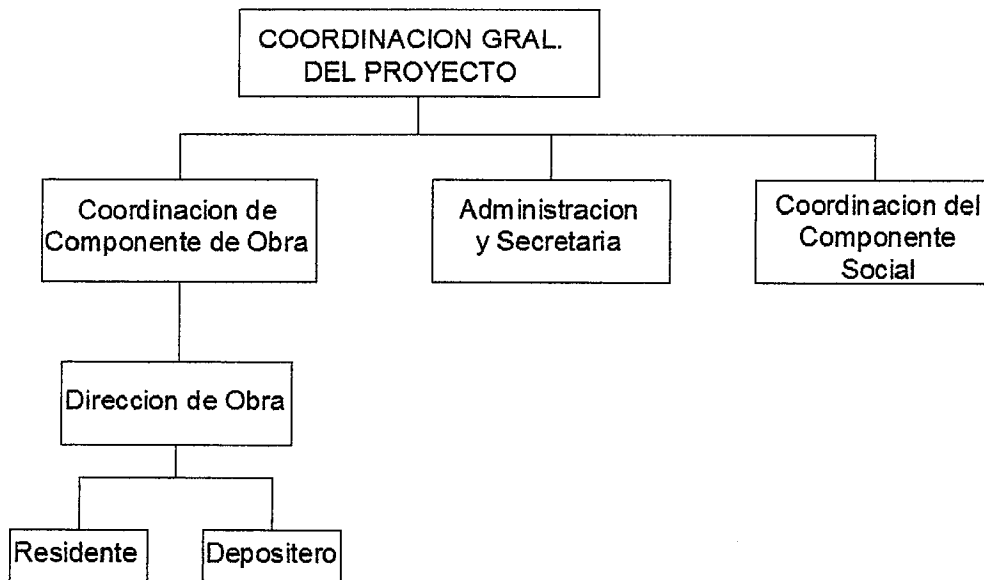 COORDINACION GRAL.
DEL PROYECTO
Coordinacion de
Componente de Obra
Administracion
y Secretaria
Coordinacion del
Componente
Social
Direccion de Obra
Residente
Depositero